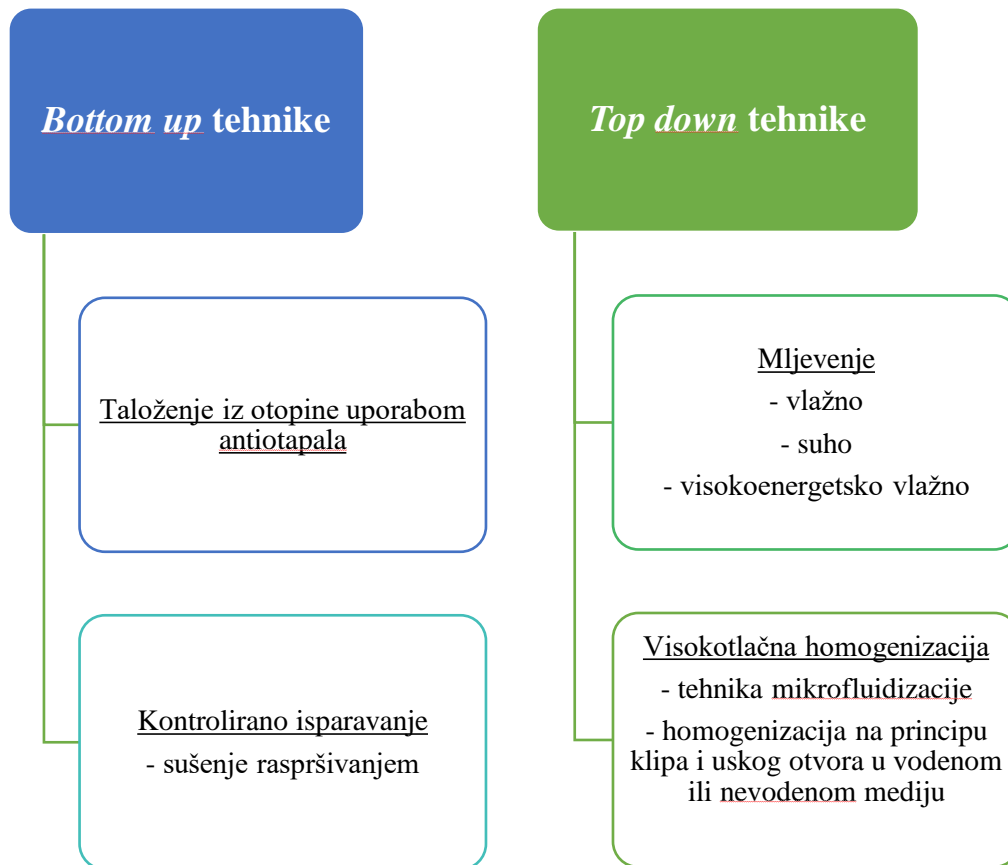 Bottom up tehnike
Taloženje iz otopine uporabom
antiotapala
Kontrolirano isparavanje
- sušenje raspršivanjem
Top down tehnike
Mljevenje
- vlažno
- suho
- visokoenergetsko vlažno
Visokotlačna homogenizacija
- tehnika mikrofluidizacije
- homogenizacija na principu
klipa i uskog otvora u vodenom
ili nevodenom mediju